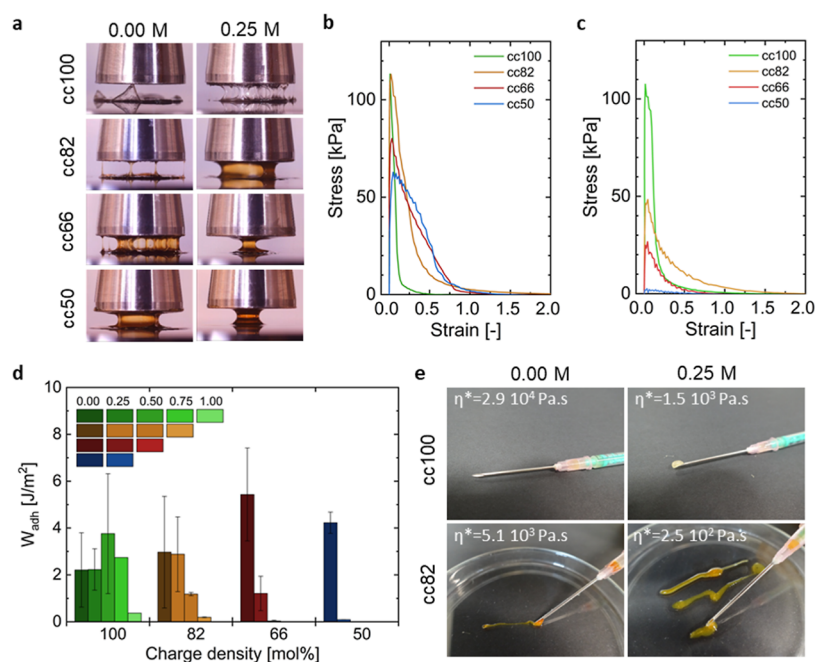 a
0.00 M 0.25 M
cc100
cc82
cc66
cc50
b
Stress [kPa]
100
50
0
0.0 0.5 1.0 1.5 2.0
Strain [-]
cc100
cc82
cc66
cc50
c
Stress [kPa]
100
50
0
0.0 0.5 1.0 1.5 2.0
Strain [-]
cc100
cc82
cc66
cc50
d
W_adh [J/m²]
10
8
6
4
2
0
0.00 0.25 0.50 0.75 1.00
100 82 66 50
Charge density [mol%]
e
0.00 M 0.25 M
cc100
η*=2.9 10⁴ Pa.s
η*=1.5 10³ Pa.s
cc82
η*=5.1 10³ Pa.s
η*=2.5 10² Pa.s